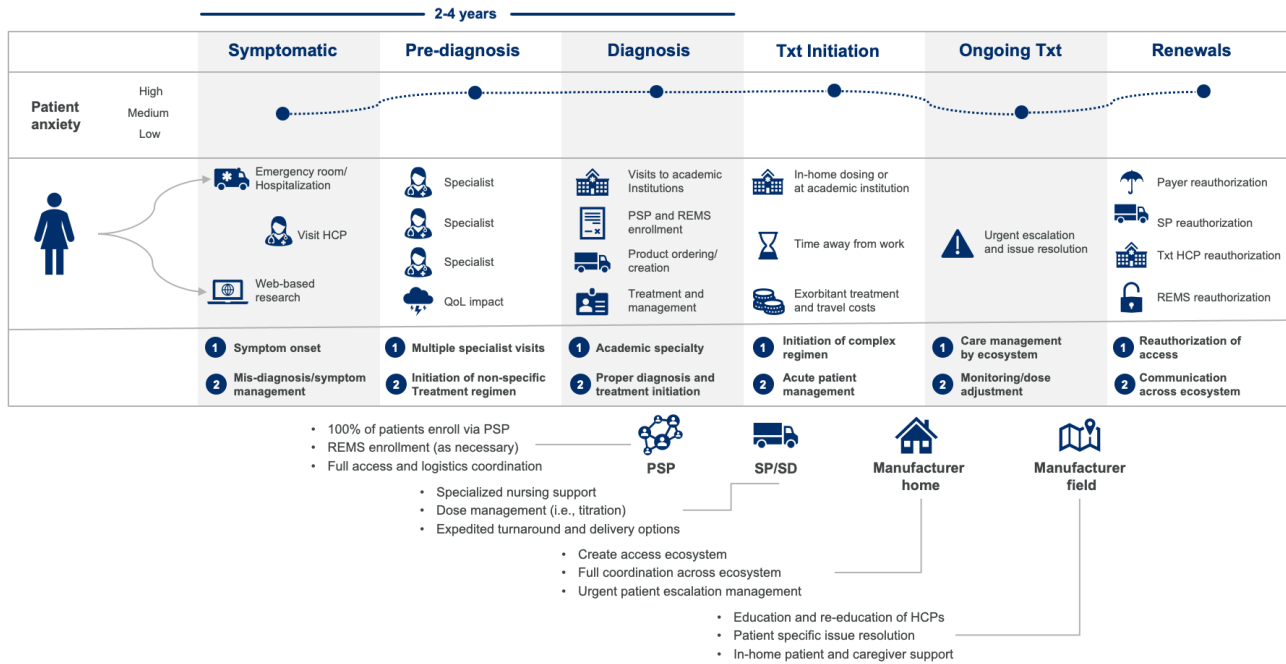 2-4 years
Symptomatic
Pre-diagnosis
Diagnosis
Txt Initiation
Ongoing Txt
Renewals
Patient
anxiety
High
Medium
Low
Emergency room/
Hospitalization
Visit HCP
Web-based
research
Specialist
Specialist
Specialist
QoL impact
Visits to academic
Institutions
PSP and REMS
enrollment
Product ordering/
creation
Treatment and
management
In-home dosing or
at academic institution
Time away from work
Exorbitant treatment
and travel costs
Urgent escalation
and issue resolution
Payer reauthorization
SP reauthorization
Txt HCP reauthorization
REMS reauthorization
1 Symptom onset
2 Mis-diagnosis/symptom
management
1 Multiple specialist visits
2 Initiation of non-specific
Treatment regimen
1 Academic specialty
2 Proper diagnosis and
treatment initiation
1 Initiation of complex
regimen
2 Acute patient
management
1 Care management
by ecosystem
2 Monitoring/dose
adjustment
1 Reauthorization of
access
2 Communication
across ecosystem
• 100% of patients enroll via PSP
• REMS enrollment (as necessary)
• Full access and logistics coordination
PSP
SP/SD
Manufacturer
home
Manufacturer
field
• Specialized nursing support
• Dose management (i.e., titration)
• Expedited turnaround and delivery options
• Create access ecosystem
• Full coordination across ecosystem
• Urgent patient escalation management
• Education and re-education of HCPs
• Patient specific issue resolution
• In-home patient and caregiver support